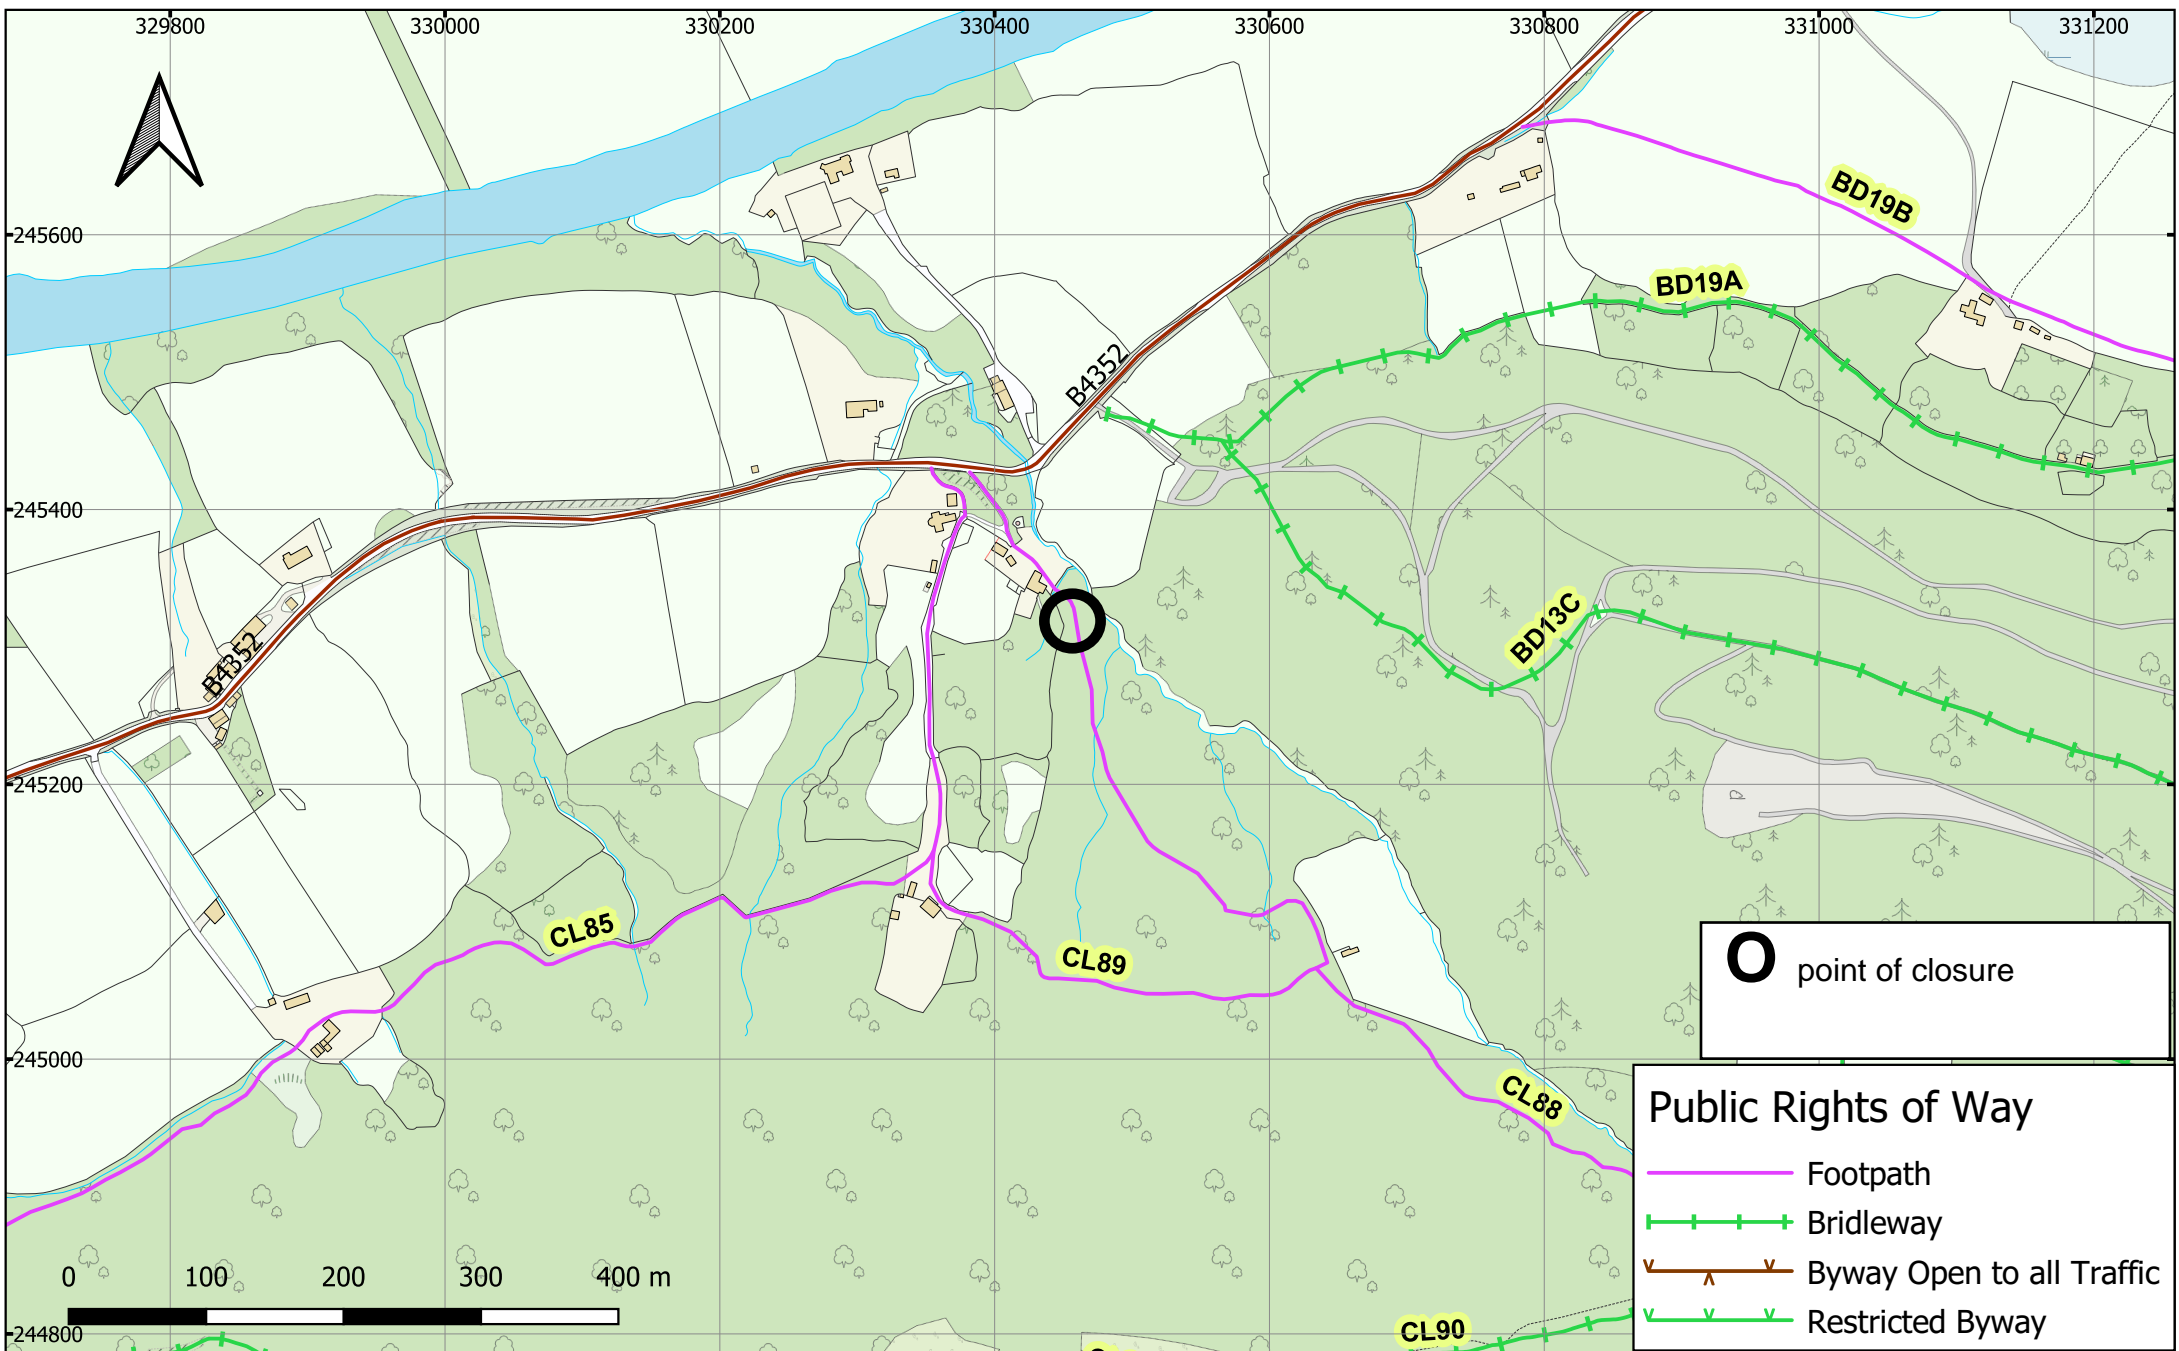 329800 330000 330200 330400 330600 330800 331000 331200
BD19B
245600
BD19A
B4352
245400
BD13C
B4352
245200
CL85
CL89
O point of closure
245000
CL88
Public Rights of Way
Footpath
Bridleway
Byway Open to all Traffic
Restricted Byway
0 100 200 300 400 m
244800
CL90